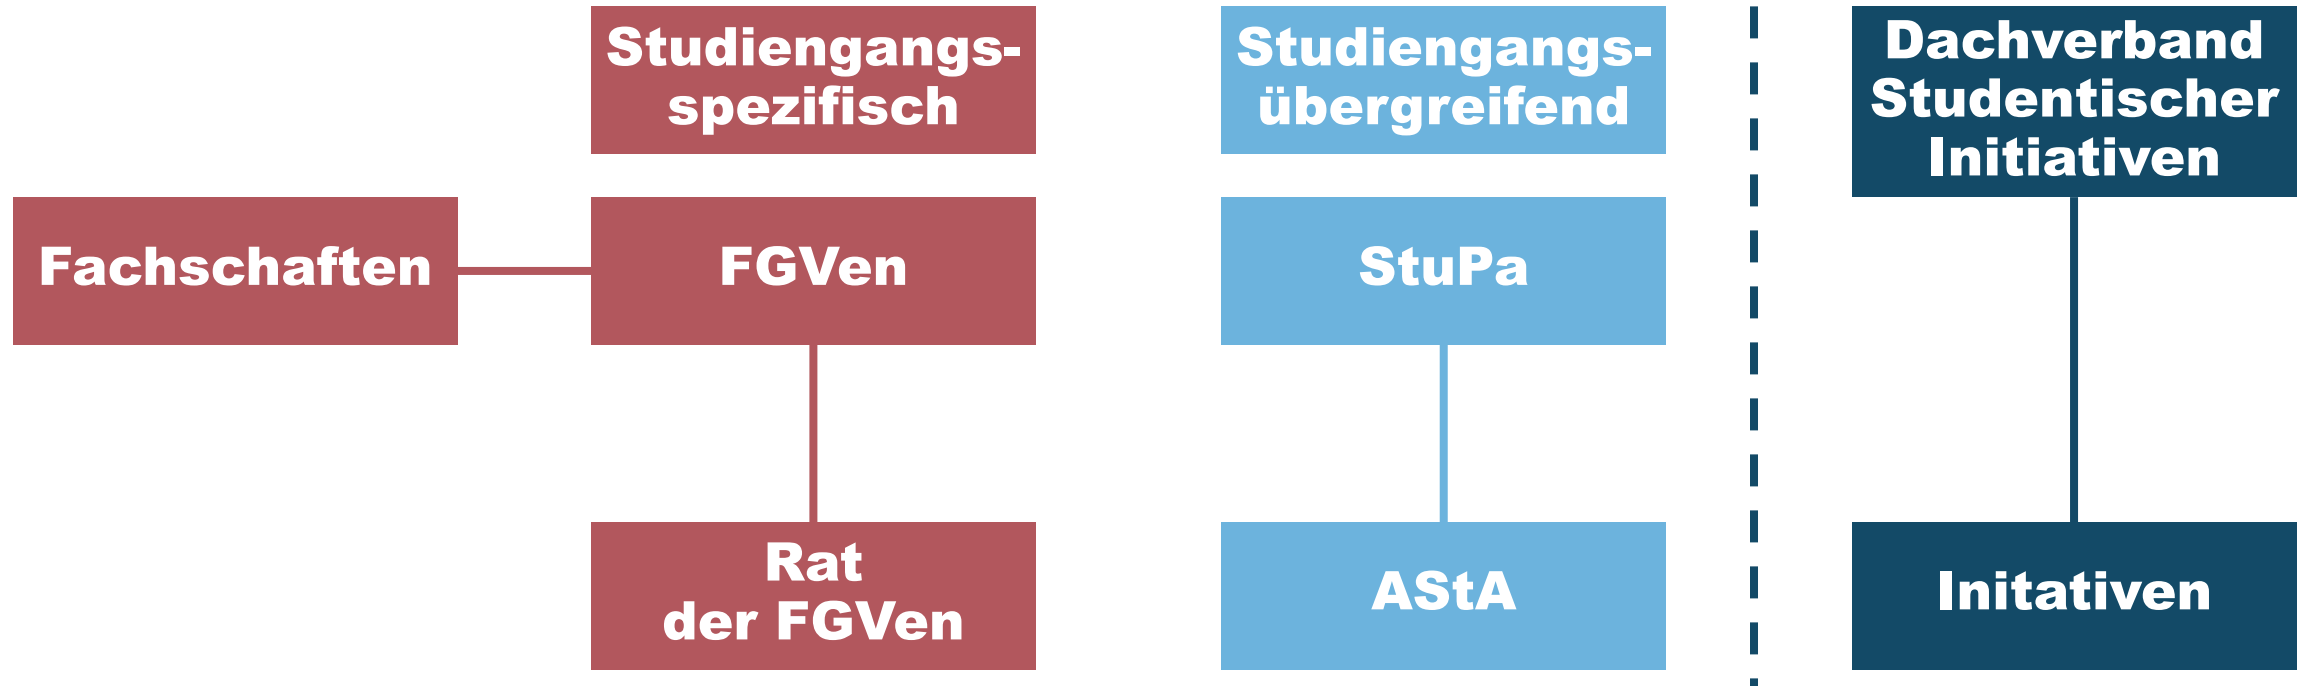 Studiengangs-
spezifisch
Studiengangs-
übergreifend
Dachverband
Studentischer
Initiativen
Fachschaften
FGVen
StuPa
Rat
der FGVen
AStA
Initativen